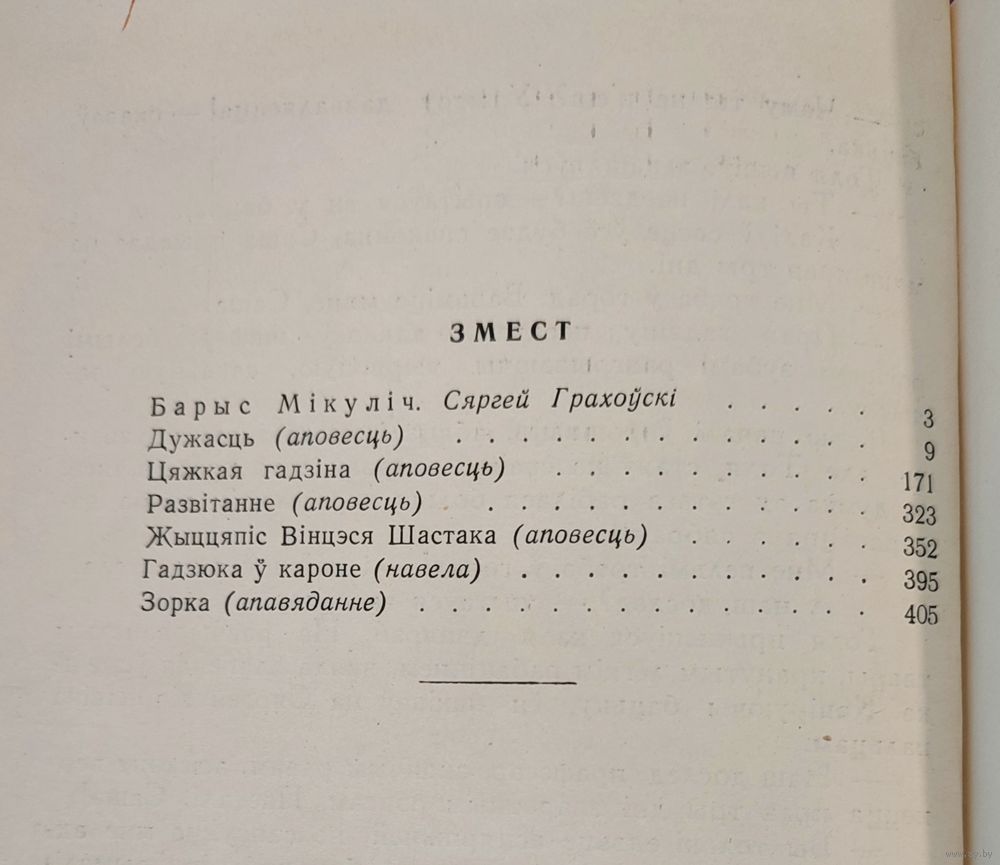 ЗМЕСТ
Барыс Мікуліч. Сяргей Грахоўскі . . . . . 3
Дужасць (аповесць) . . . . . . . . . . . . . 9
Цяжкая гадзіна (аповесць) . . . . . . . . . . 171
Развітанне (аповесць) . . . . . . . . . . . . 323
Жыццяпіс Вінцэся Шастака (аповесць) . . . . . 352
Гадзюка ў кароне (навела) . . . . . . . . . . . 395
Зорка (апавяданне) . . . . . . . . . . . . . . 405